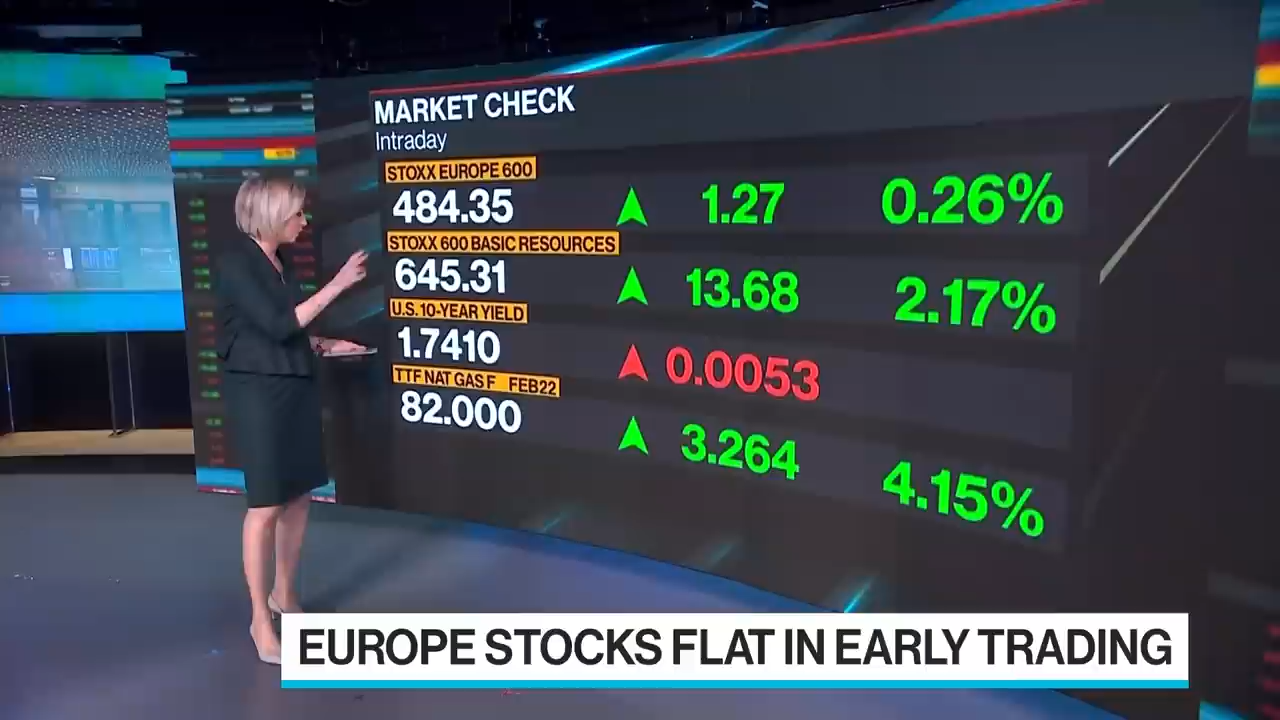 MARKET CHECK
Intraday
STOXX EUROPE 600
484.35 1.27 0.26%
STOXX 600 BASIC RESOURCES
645.31 13.68 2.17%
U.S. 10-YEAR YIELD
1.7410 0.0053
TTF NAT GAS F FEB22
82.000 3.264 4.15%
EUROPE STOCKS FLAT IN EARLY TRADING